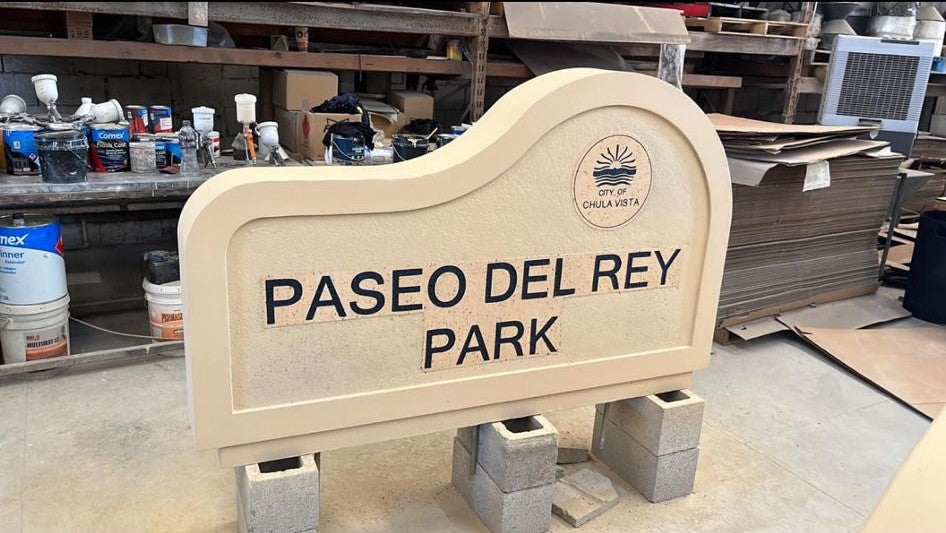 CITY OF
CHULA VISTA
PASEO DEL REY
PARK
Comex